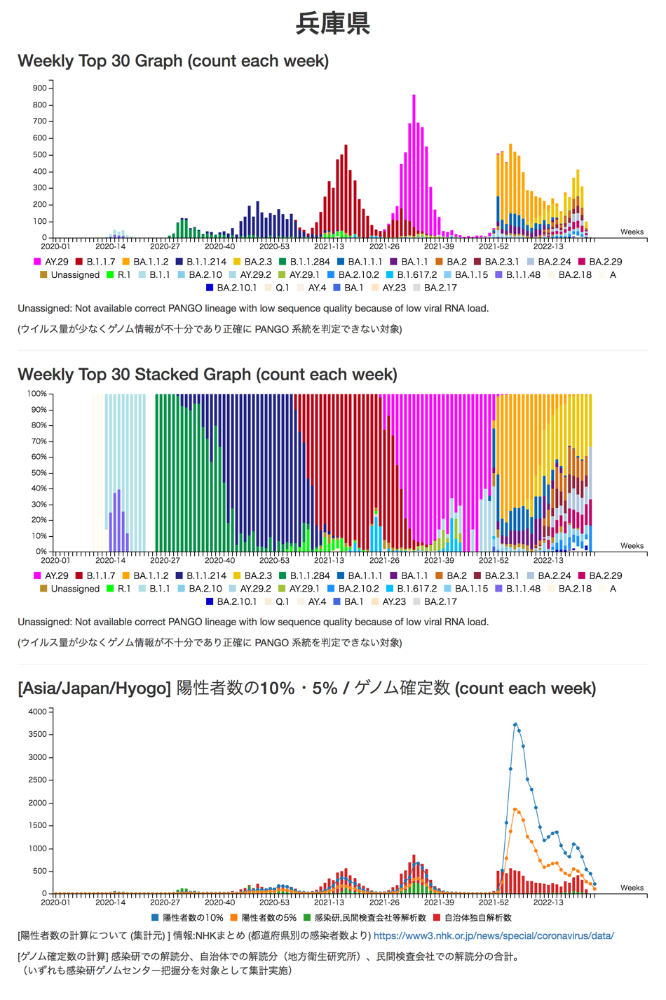 兵庫県
Weekly Top 30 Graph (count each week)
900
800
700
600
500
400
300
200
100
0
Weeks
2020-01 2020-14 2020-27 2020-40 2020-53 2021-13 2021-26 2021-39 2021-52 2022-13
AY.29 B.1.1.7 BA.1.1.2 B.1.1.214 BA.2.3 B.1.1.284 BA.1.1.1 BA.1.1 BA.2 BA.2.3.1 BA.2.24 BA.2.29
Unassigned R.1 B.1.1 BA.2.10 AY.29.2 AY.29.1 BA.2.10.2 B.1.617.2 BA.1.15 B.1.1.48 BA.2.18 A
BA.2.10.1 Q.1 AY.4 BA.1 AY.23 BA.2.17
Unassigned: Not available correct PANGO lineage with low sequence quality because of low viral RNA load.
(ウイルス量が少なくゲノム情報が不十分であり正確に PANGO 系統を判定できない対象)
Weekly Top 30 Stacked Graph (count each week)
100%
90%
80%
70%
60%
50%
40%
30%
20%
10%
0%
Weeks
2020-01 2020-14 2020-27 2020-40 2020-53 2021-13 2021-26 2021-39 2021-52 2022-13
AY.29 B.1.1.7 BA.1.1.2 B.1.1.214 BA.2.3 B.1.1.284 BA.1.1.1 BA.1.1 BA.2 BA.2.3.1 BA.2.24 BA.2.29
Unassigned R.1 B.1.1 BA.2.10 AY.29.2 AY.29.1 BA.2.10.2 B.1.617.2 BA.1.15 B.1.1.48 BA.2.18 A
BA.2.10.1 Q.1 AY.4 BA.1 AY.23 BA.2.17
Unassigned: Not available correct PANGO lineage with low sequence quality because of low viral RNA load.
(ウイルス量が少なくゲノム情報が不十分であり正確に PANGO 系統を判定できない対象)
[Asia/Japan/Hyogo] 陽性者数の10%・5% / ゲノム確定数 (count each week)
4000
3500
3000
2500
2000
1500
1000
500
0
Weeks
2020-01 2020-14 2020-27 2020-40 2020-53 2021-13 2021-26 2021-39 2021-52 2022-13
陽性者数の10% 陽性者数の5% 感染研,民間検査会社等解析数 自治体独自解析数
[陽性者数の計算について (集計元) ] 情報:NHKまとめ (都道府県別の感染者数より) https://www3.nhk.or.jp/news/special/coronavirus/data/
[ゲノム確定数の計算] 感染研での解読分、自治体での解読分（地方衛生研究所）、民間検査会社での解読分の合計。
（いずれも感染研ゲノムセンター把握分を対象として集計実施）